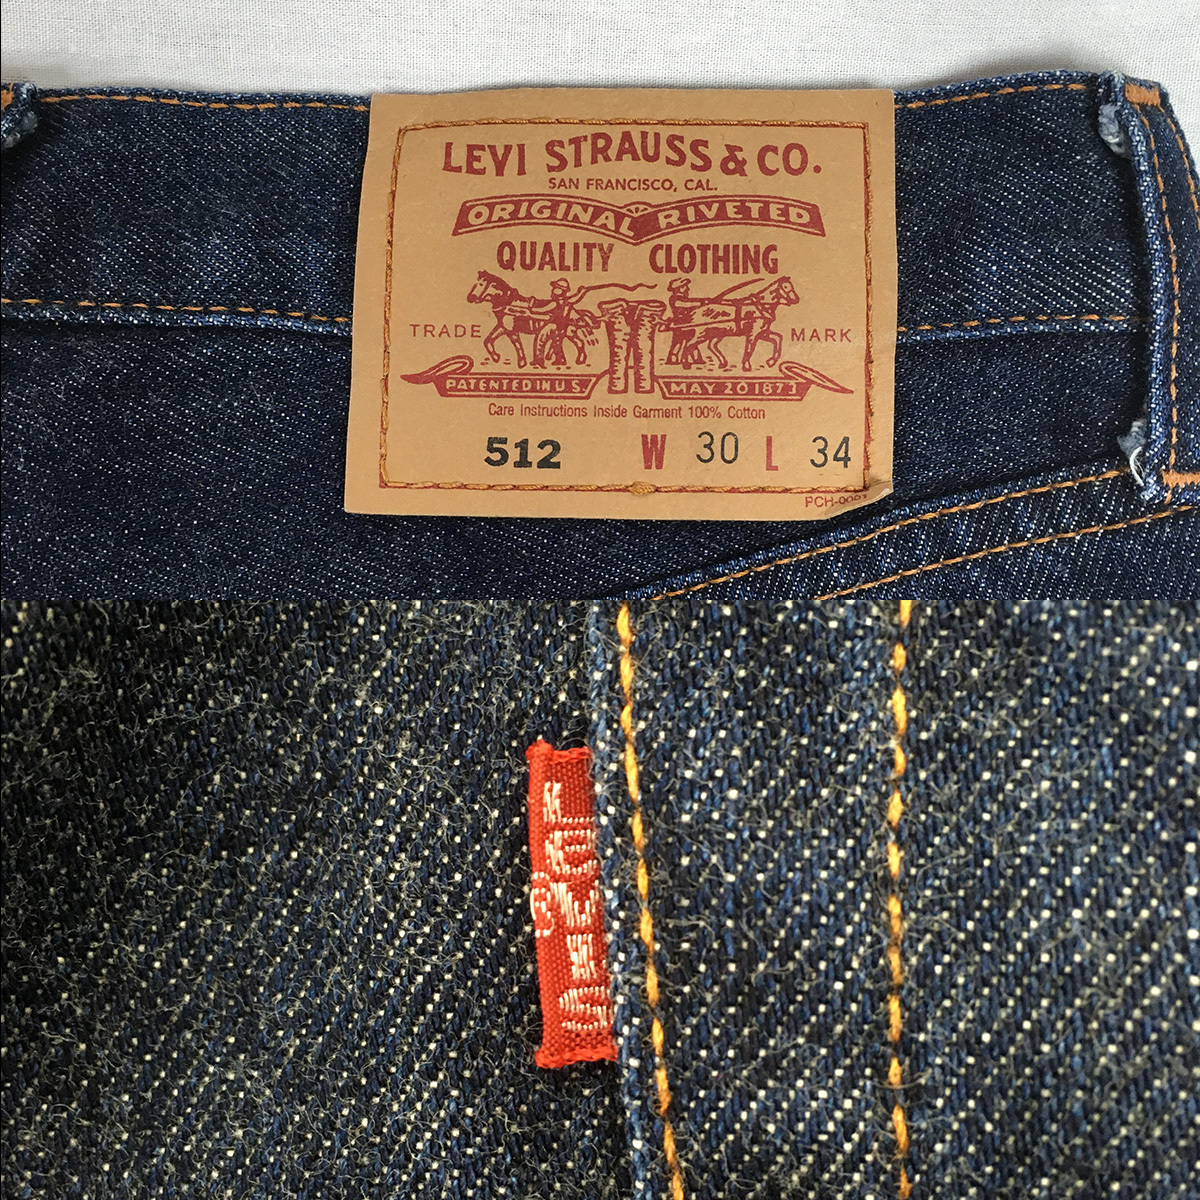 LEVI STRAUSS & CO.
SAN FRANCISCO, CAL.
ORIGINAL RIVETED
QUALITY CLOTHING
TRADE MARK
PATENTED IN U.S. MAY 20 1873
Care Instructions Inside Garment 100% Cotton
512 W 30 L 34
LEVI'S